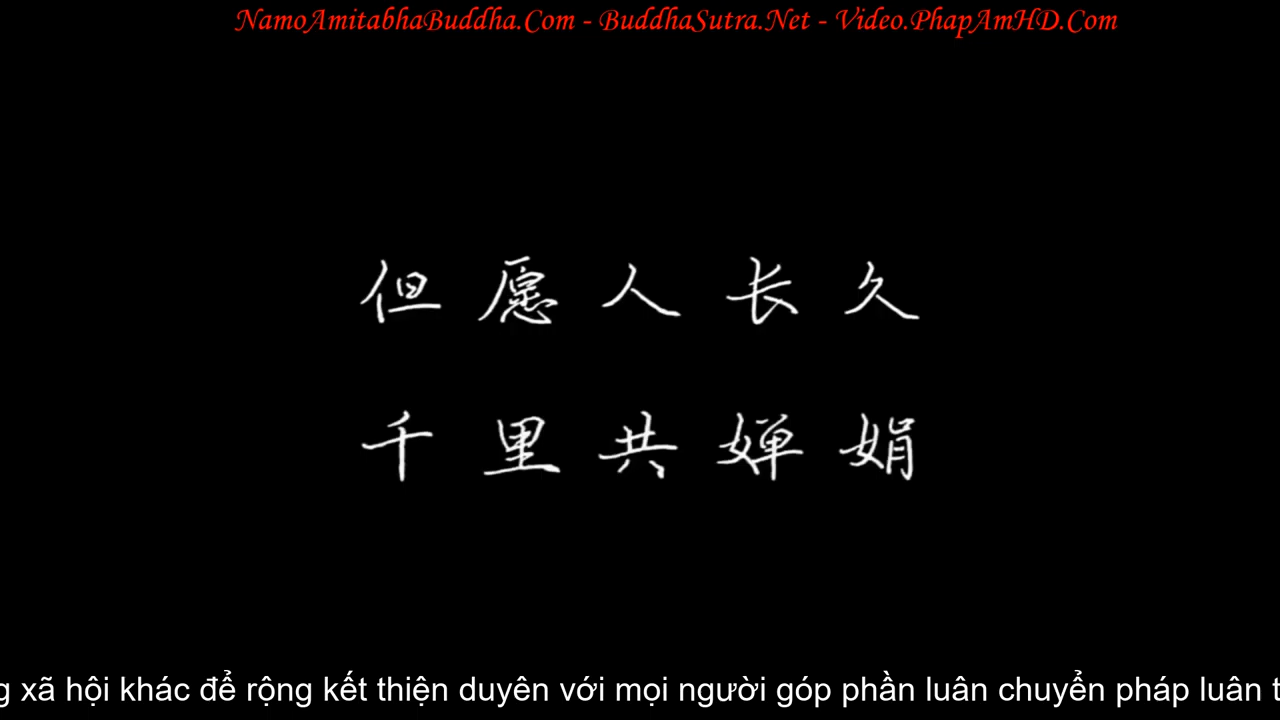 NamoAmitabhaBuddha.Com - BuddhaSutra.Net - Video.PhapAmHD.Com
但愿人长久
千里共婵娟
g xã hội khác để rộng kết thiện duyên với mọi người góp phần luân chuyển pháp luân t